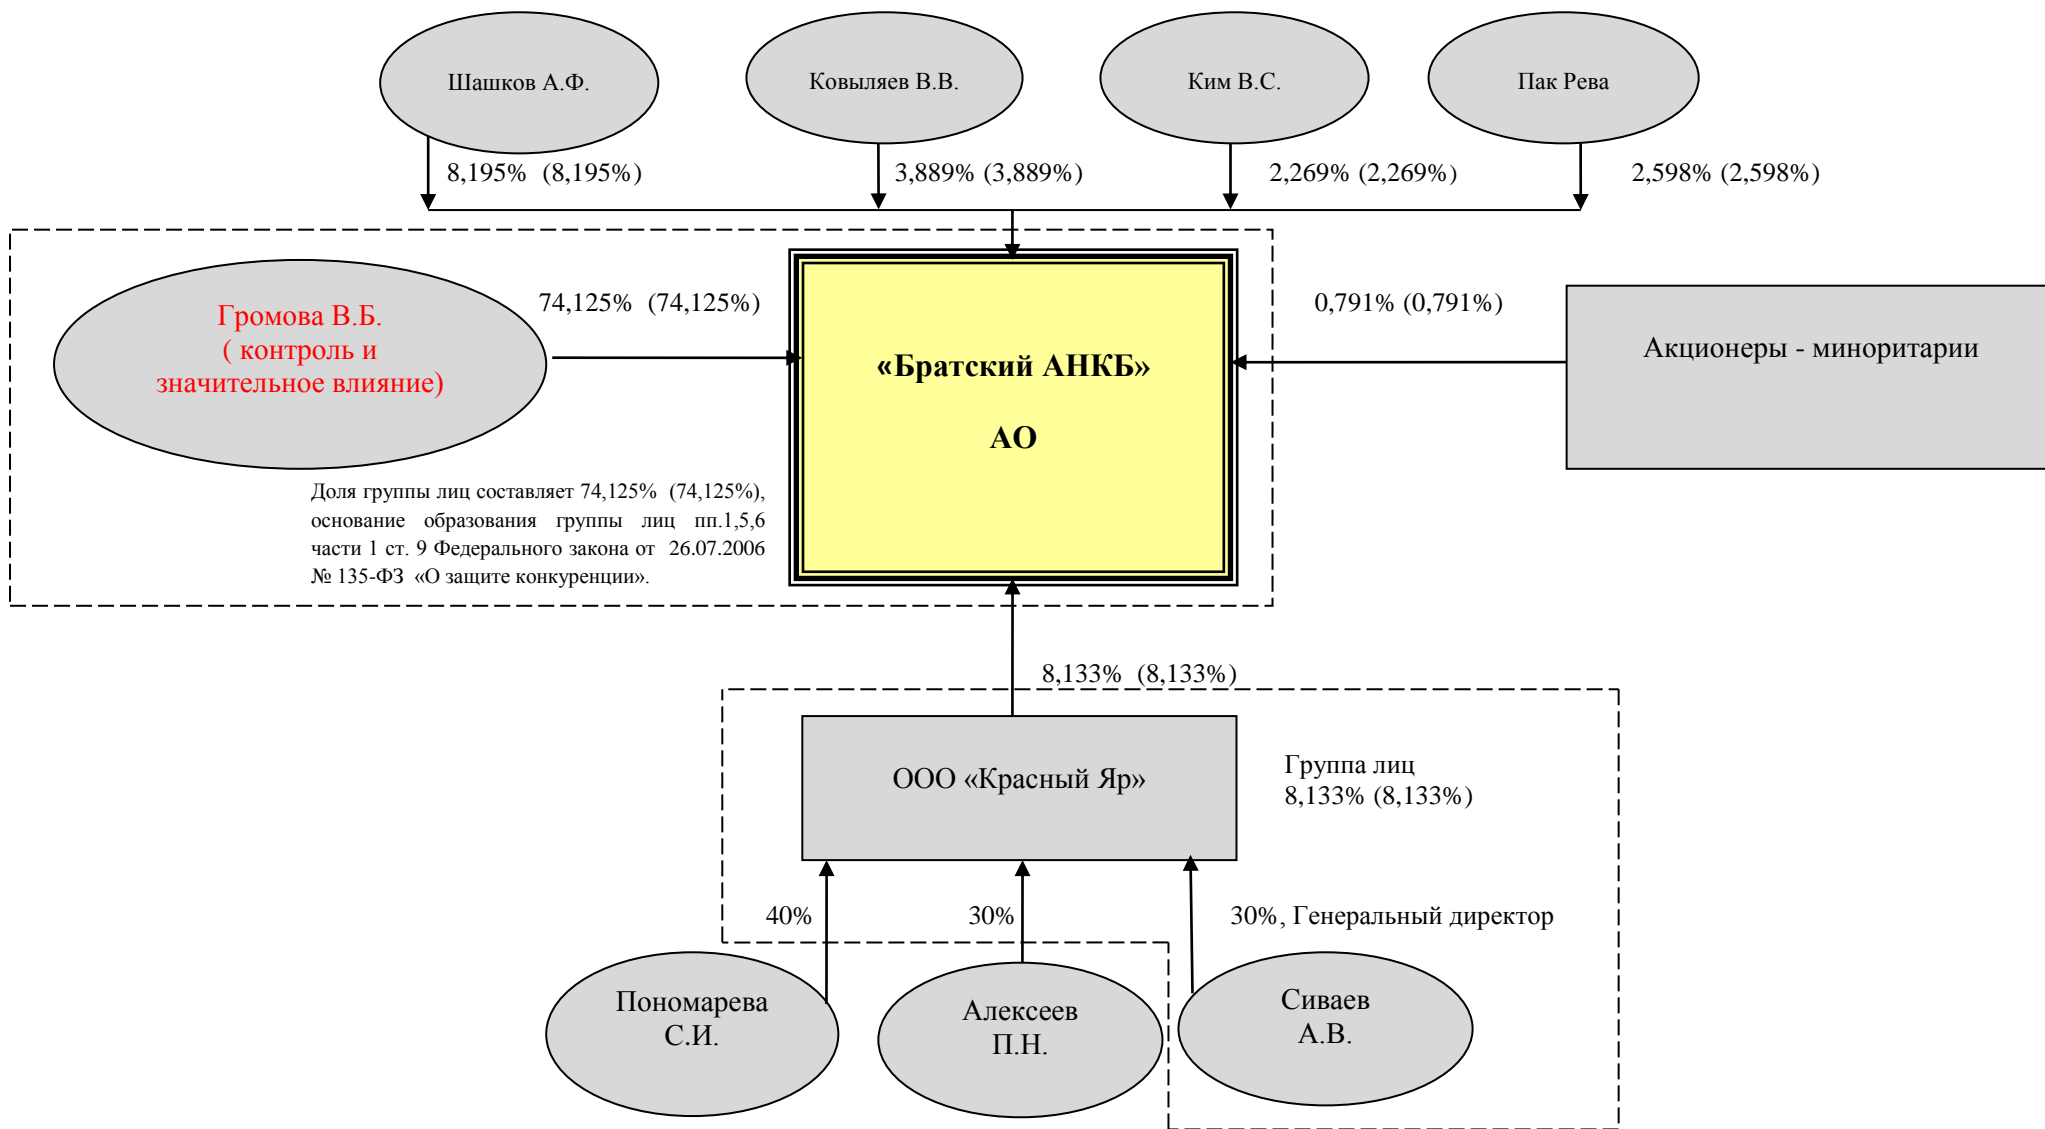 Шашков А.Ф.
Ковыляев В.В.
Ким В.С.
Пак Рева
8,195% (8,195%)
3,889% (3,889%)
2,269% (2,269%)
2,598% (2,598%)
Громова В.Б.
( контроль и
значительное влияние)
74,125% (74,125%)
«Братский АНКБ»
АО
0,791% (0,791%)
Акционеры - миноритарии
Доля группы лиц составляет 74,125% (74,125%),
основание образования группы лиц пп.1,5,6
части 1 ст. 9 Федерального закона от 26.07.2006
№ 135-ФЗ «О защите конкуренции».
8,133% (8,133%)
ООО «Красный Яр»
Группа лиц
8,133% (8,133%)
40%
30%
30%, Генеральный директор
Пономарева
С.И.
Алексеев
П.Н.
Сиваев
А.В.